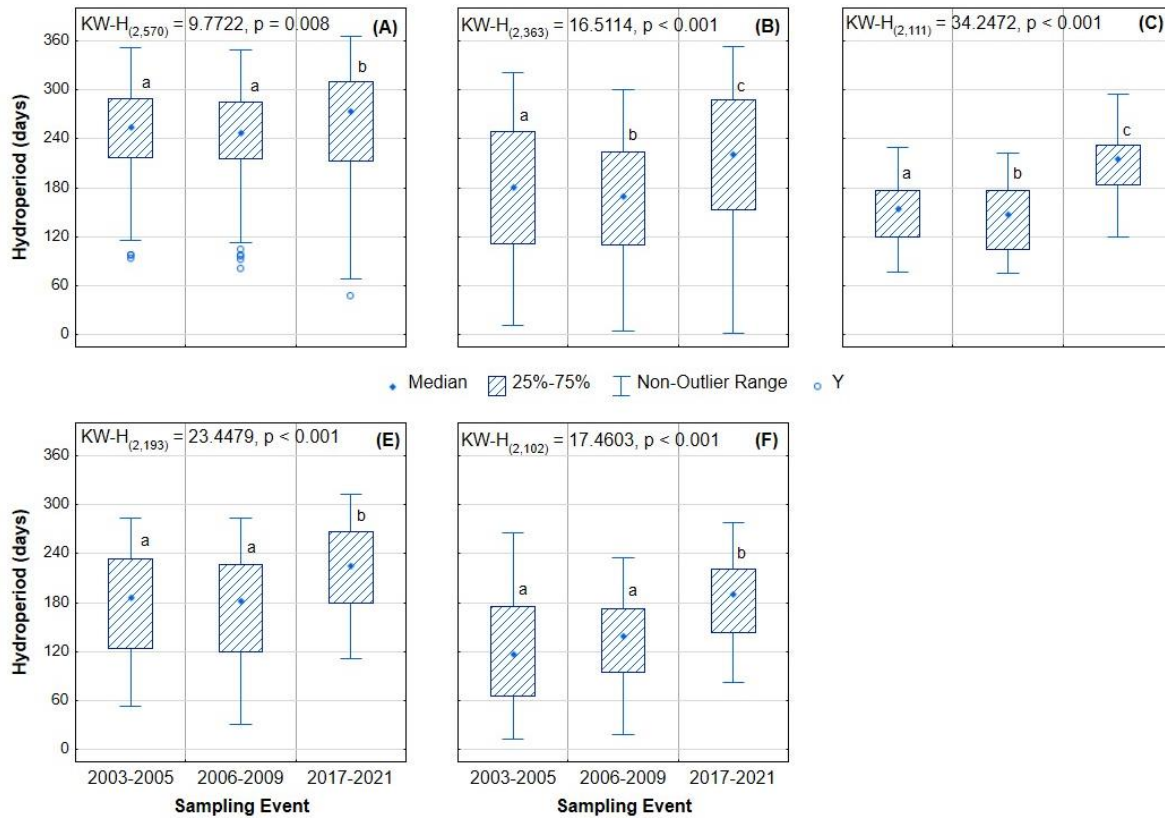 KW-H(2,570) = 9.7722, p = 0.008 (A)
KW-H(2,363) = 16.5114, p < 0.001 (B)
KW-H(2,111) = 34.2472, p < 0.001 (C)
Hydroperiod (days)
360
300
240
180
120
60
0
a
a
b
a
b
c
a
b
c
Median
25%-75%
Non-Outlier Range
Y
KW-H(2,193) = 23.4479, p < 0.001 (E)
KW-H(2,102) = 17.4603, p < 0.001 (F)
Hydroperiod (days)
360
300
240
180
120
60
0
a
a
b
a
a
b
2003-2005 2006-2009 2017-2021
Sampling Event
2003-2005 2006-2009 2017-2021
Sampling Event